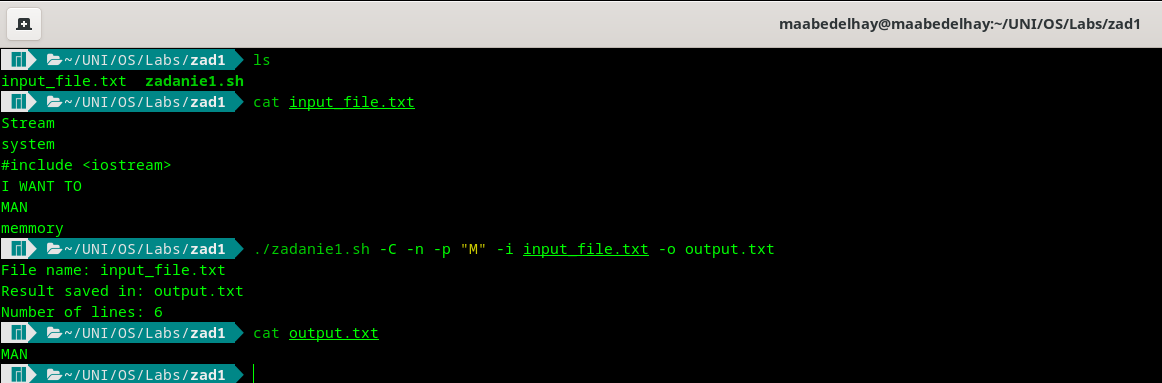 maabedelhay@maabedelhay:~/UNI/OS/Labs/zad1
~/UNI/OS/Labs/zad1 ls
input_file.txt  zadanie1.sh
~/UNI/OS/Labs/zad1 cat input_file.txt
Stream
system
#include <iostream>
I WANT TO
MAN
memmory
~/UNI/OS/Labs/zad1 ./zadanie1.sh -C -n -p "M" -i input_file.txt -o output.txt
File name: input_file.txt
Result saved in: output.txt
Number of lines: 6
~/UNI/OS/Labs/zad1 cat output.txt
MAN
~/UNI/OS/Labs/zad1